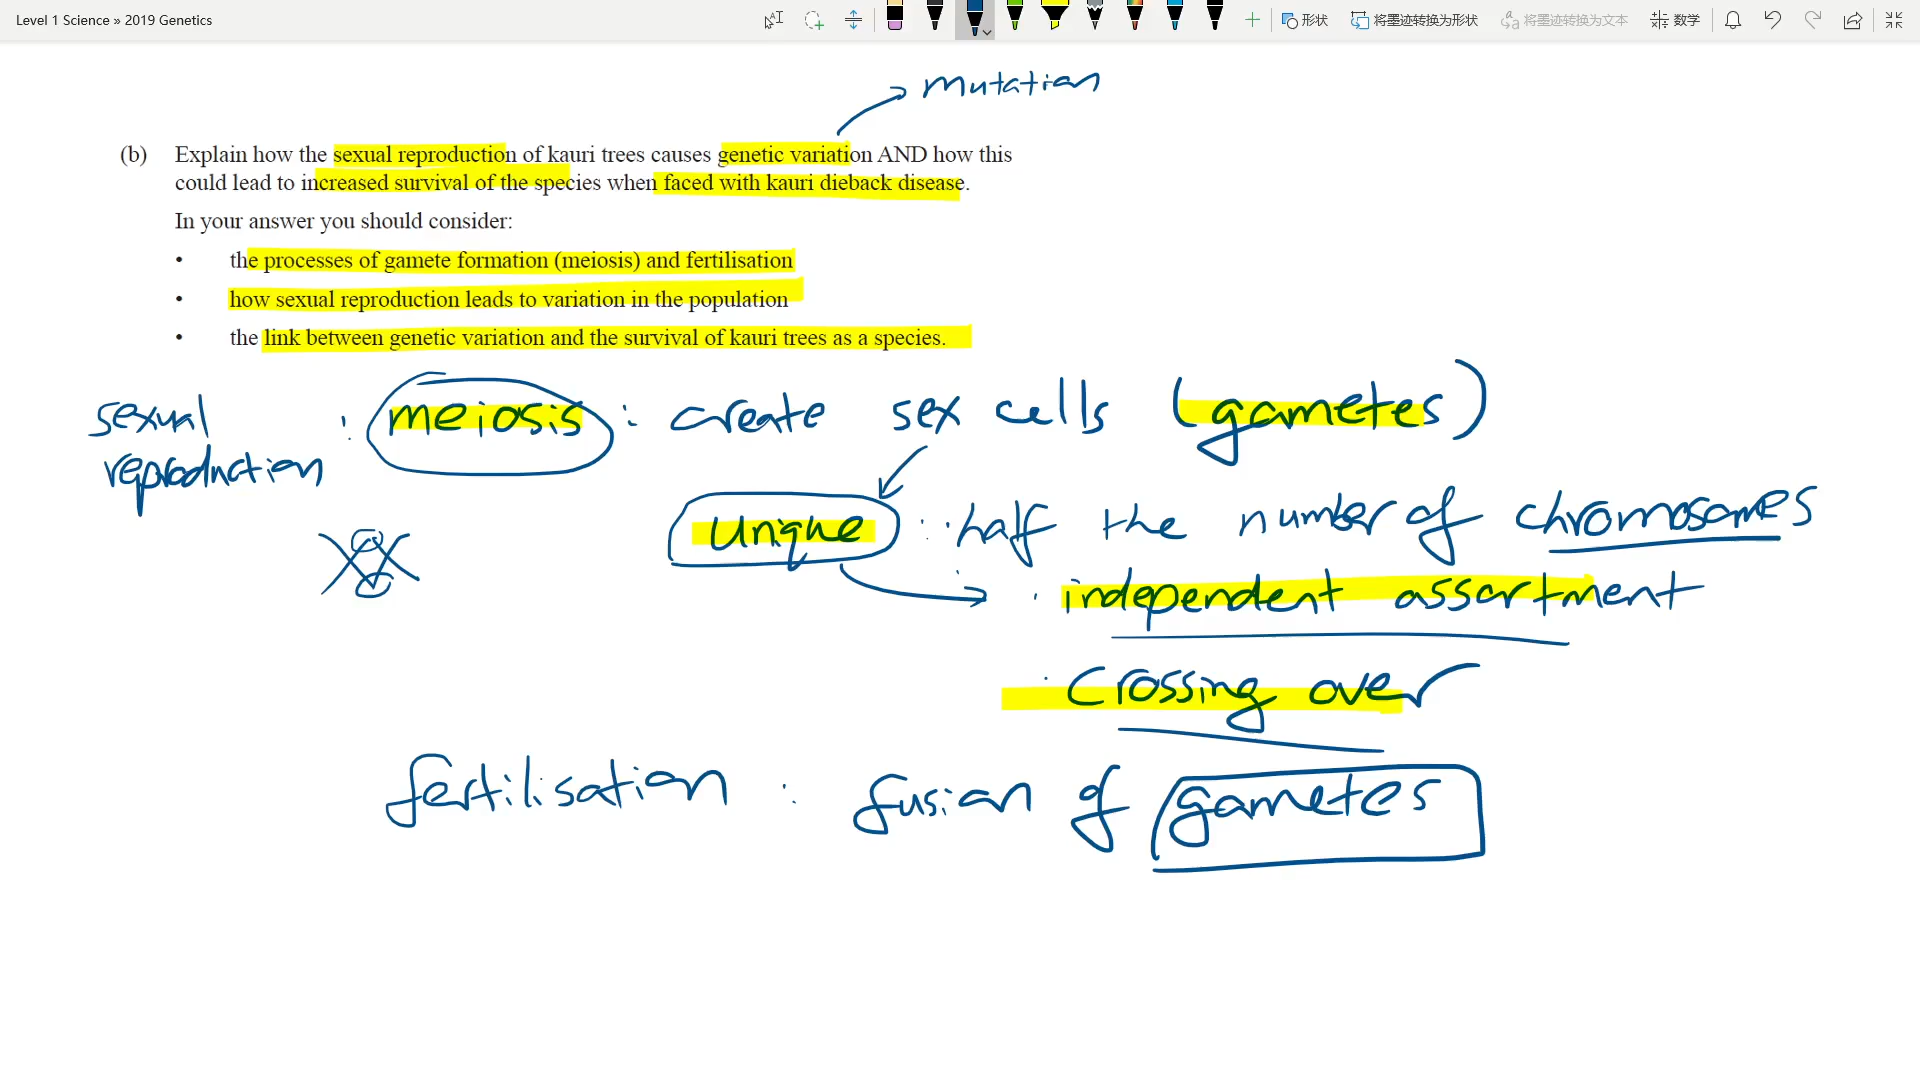 Level 1 Science » 2019 Genetics
形状
将墨迹转换为形状
将墨迹转换为文本
数学
mutation
(b) Explain how the sexual reproduction of kauri trees causes genetic variation AND how this
could lead to increased survival of the species when faced with kauri dieback disease.
In your answer you should consider:
• the processes of gamete formation (meiosis) and fertilisation
• how sexual reproduction leads to variation in the population
• the link between genetic variation and the survival of kauri trees as a species.
sexual reproduction : meiosis : create sex cells (gametes)
unique : · half the number of chromosomes
· independent assortment
· Crossing over
fertilisation : fusion of gametes